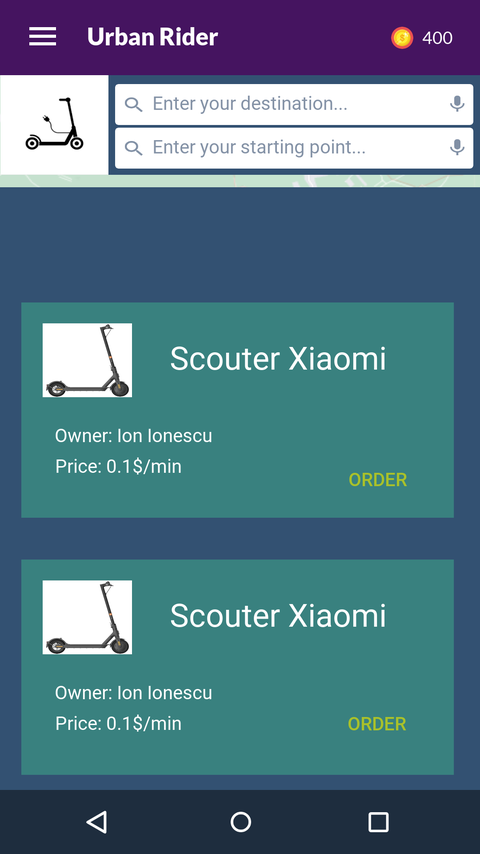 Urban Rider
400
Enter your destination...
Enter your starting point...
Scouter Xiaomi
Owner: Ion Ionescu
Price: 0.1$/min
ORDER
Scouter Xiaomi
Owner: Ion Ionescu
Price: 0.1$/min
ORDER